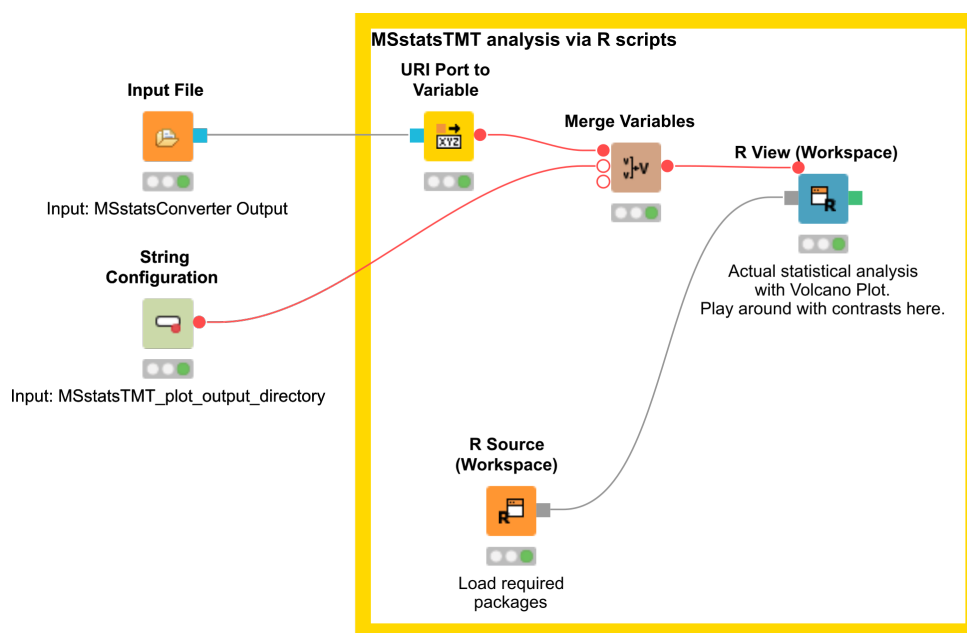 MSstatsTMT analysis via R scripts
URI Port to
Variable
Input File
XYZ
Input: MSstatsConverter Output
Merge Variables
V
V ]→V
R View (Workspace)
R
Actual statistical analysis
with Volcano Plot.
Play around with contrasts here.
String
Configuration
Input: MSstatsTMT_plot_output_directory
R Source
(Workspace)
R
Load required
packages